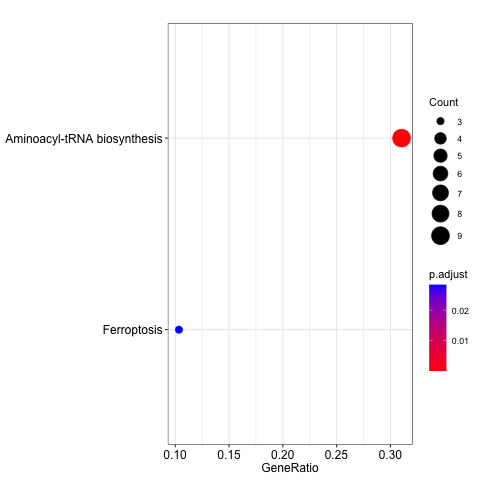 Aminoacyl-tRNA biosynthesis
Ferroptosis
0.10 0.15 0.20 0.25 0.30
GeneRatio
Count
3
4
5
6
7
8
9
p.adjust
0.02
0.01